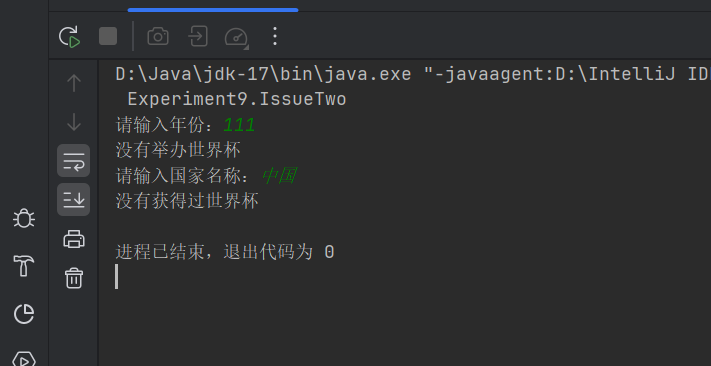 D:\Java\jdk-17\bin\java.exe "-javaagent:D:\IntelliJ ID
Experiment9.IssueTwo
请输入年份：111
没有举办世界杯
请输入国家名称：中国
没有获得过世界杯
进程已结束，退出代码为 0